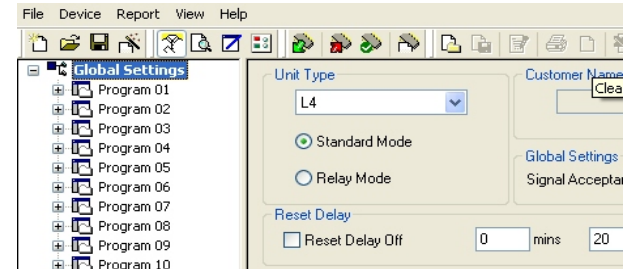 File Device Report View Help
Global Settings
Program 01
Program 02
Program 03
Program 04
Program 05
Program 06
Program 07
Program 08
Program 09
Program 10
Unit Type
L4
Standard Mode
Relay Mode
Reset Delay
Reset Delay Off 0 mins 20
Customer Name
Clea
Global Settings
Signal Acceptan